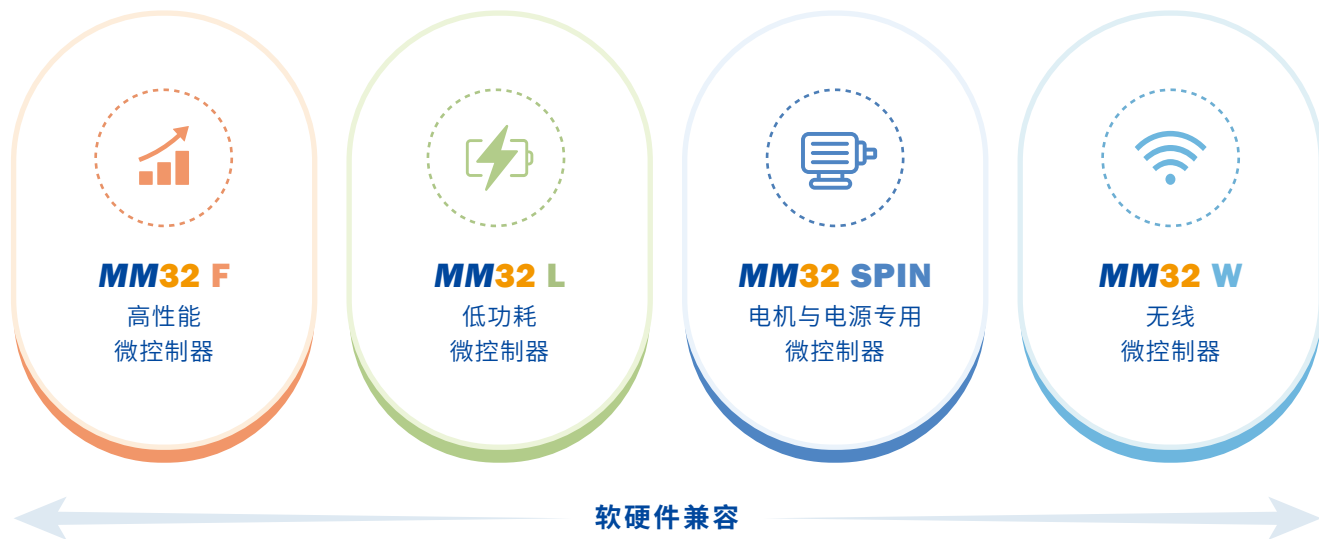 MM32 F
高性能
微控制器
MM32 L
低功耗
微控制器
MM32 SPIN
电机与电源专用
微控制器
MM32 W
无线
微控制器
软硬件兼容